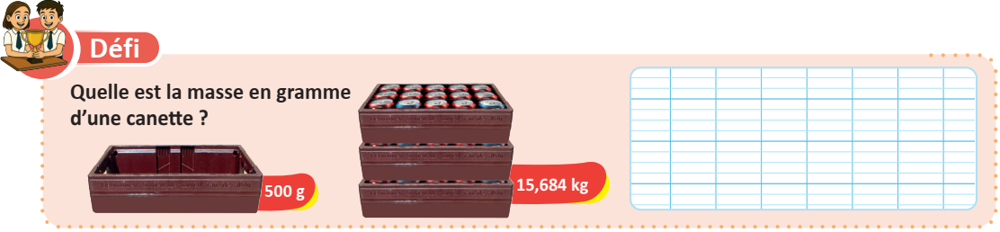 Défi
Quelle est la masse en gramme
d’une canette ?
500 g
15,684 kg